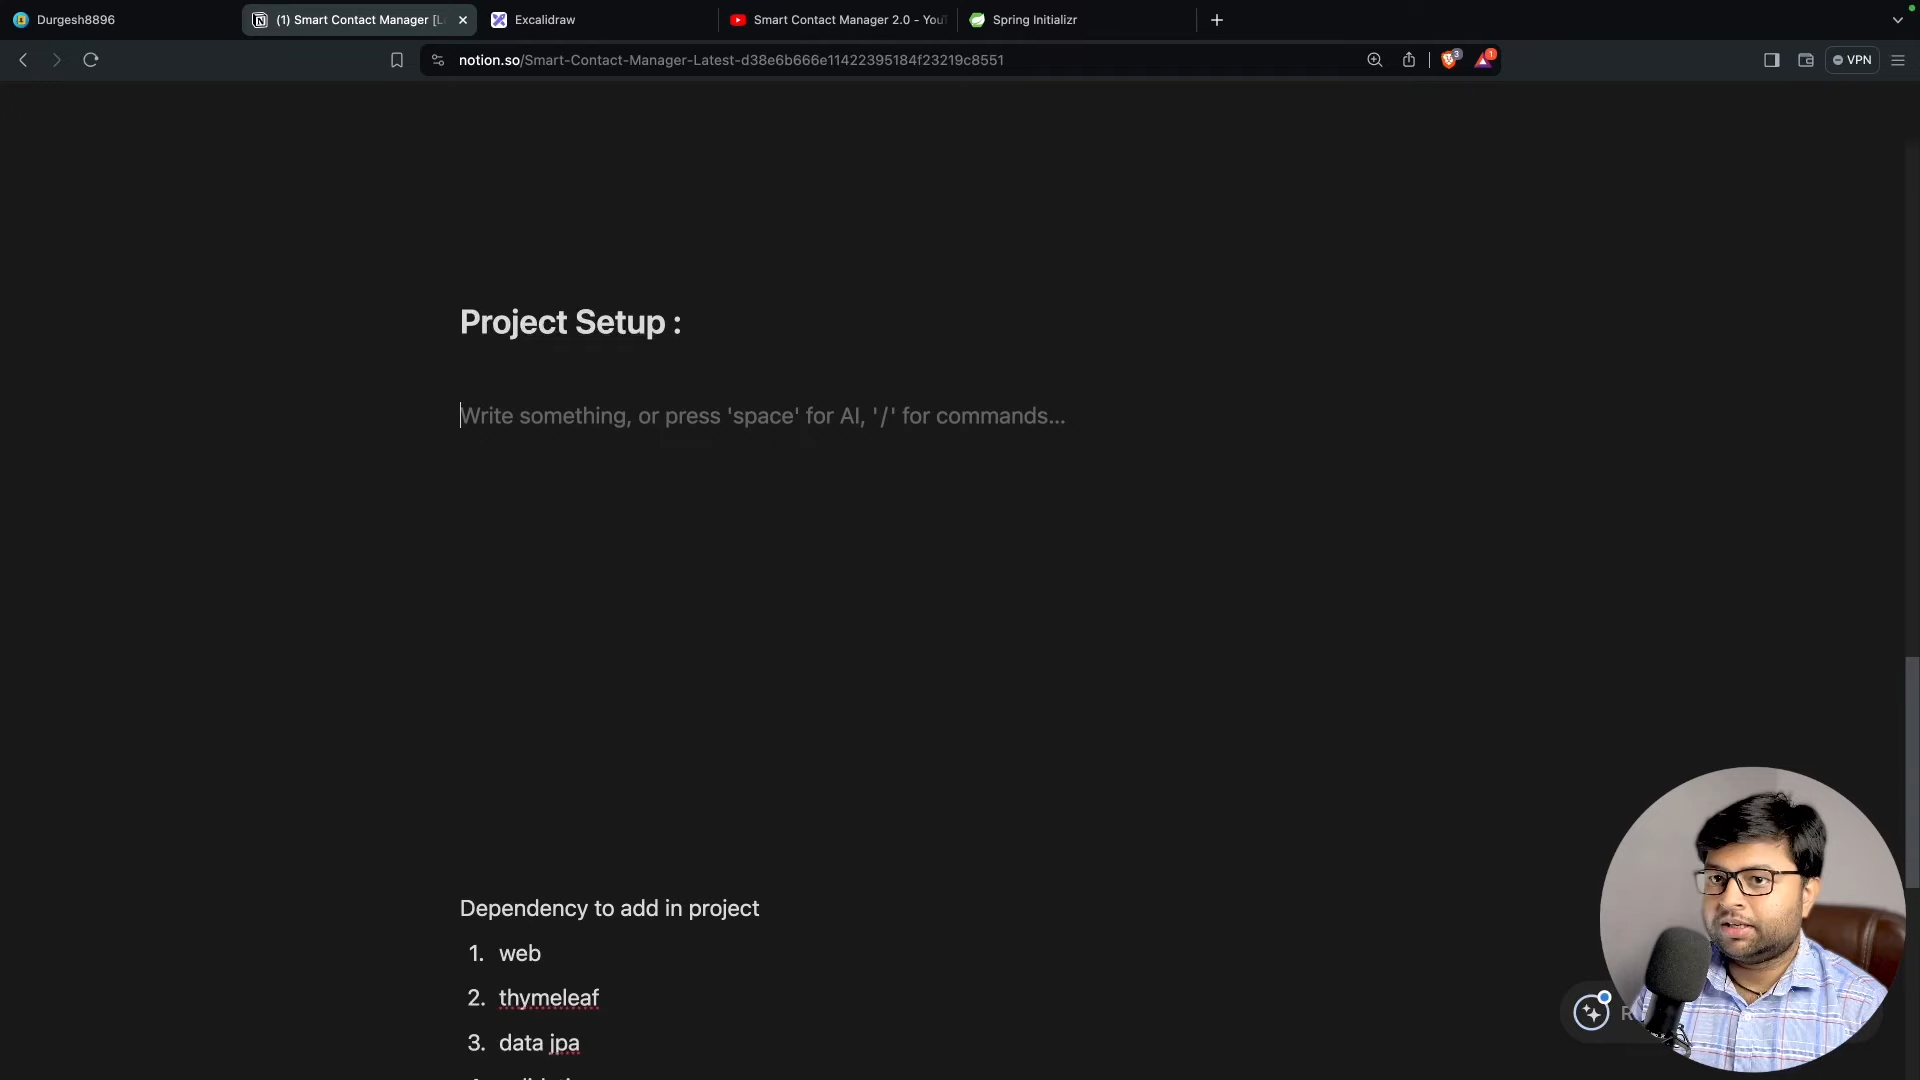 Durgesh8896
(1) Smart Contact Manager [L
Excalidraw
Smart Contact Manager 2.0 - You
Spring Initializr
notion.so/Smart-Contact-Manager-Latest-d38e6b666e11422395184f23219c8551
3
1
VPN
Project Setup :
Write something, or press 'space' for AI, '/' for commands...
Dependency to add in project
1. web
2. thymeleaf
3. data jpa